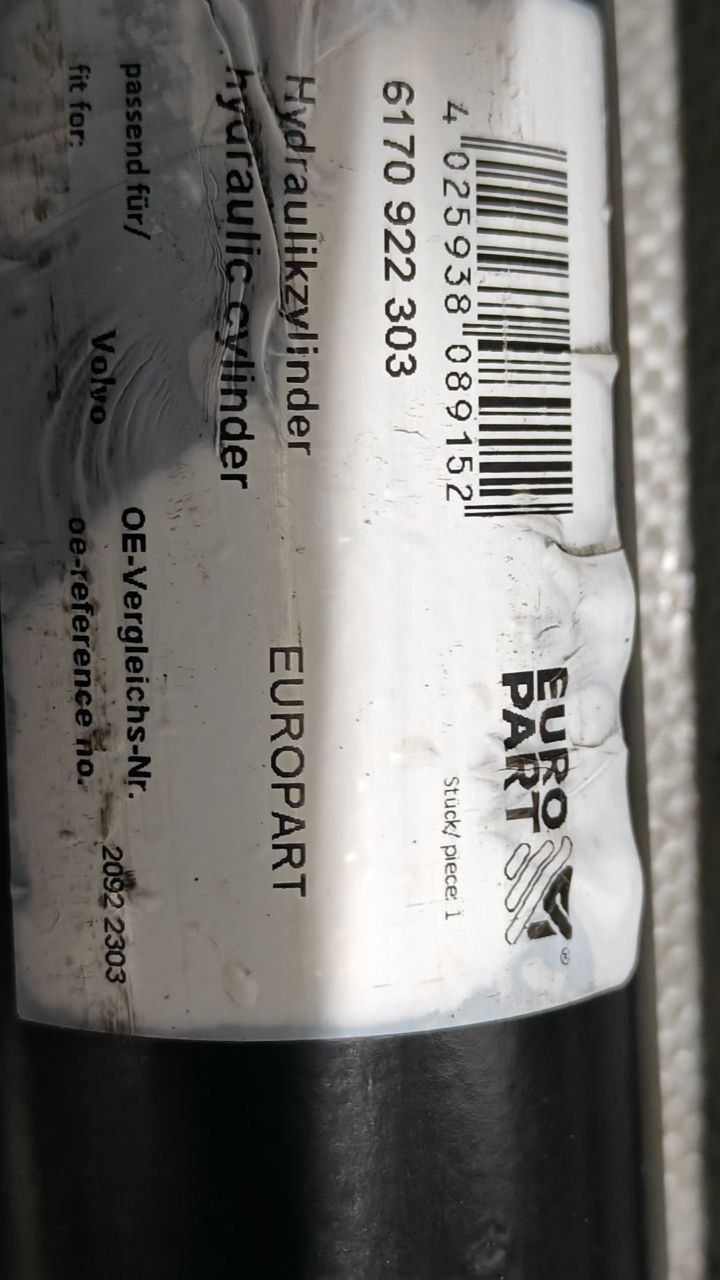 EURO
PART
®
4 025938 089152
Stück/ piece: 1
6170 922 303
Hydraulikzylinder
EUROPART
hydraulic cylinder
passend für/
OE-Vergleichs-Nr.
Volvo
2092 2303
fit for:
oe-reference no.